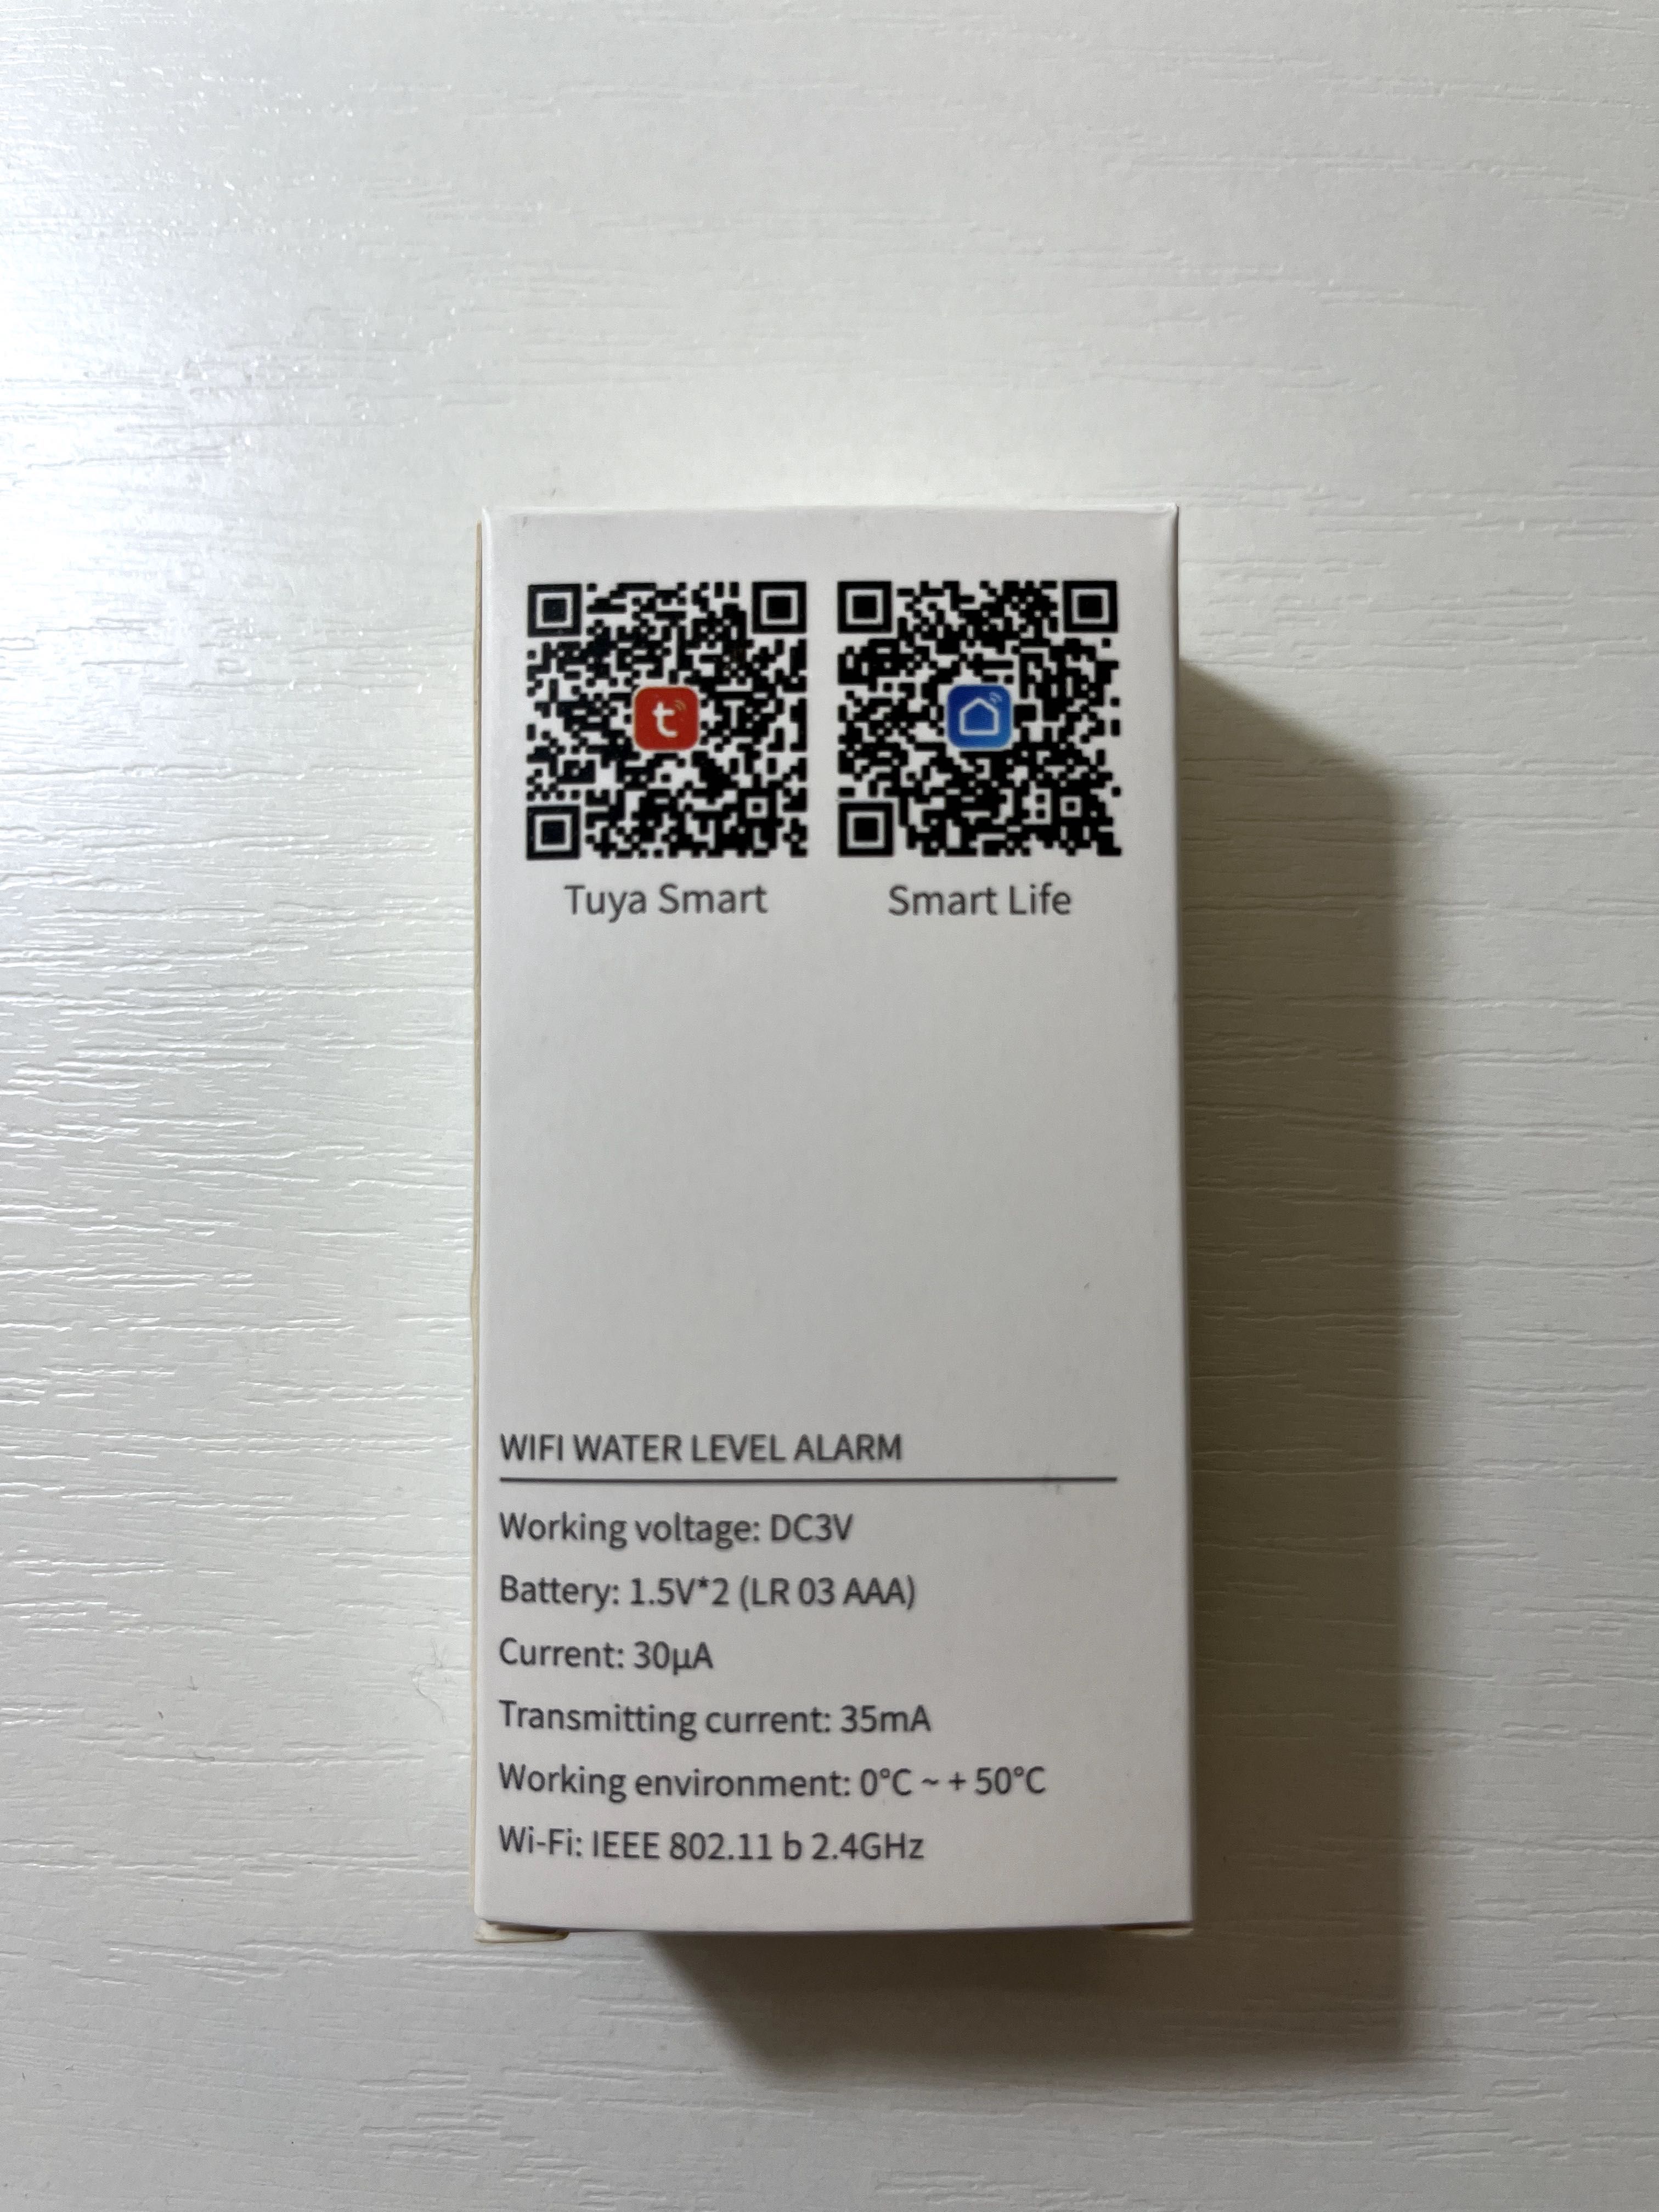 t
Tuya Smart
Smart Life
WIFI WATER LEVEL ALARM
Working voltage: DC3V
Battery: 1.5V*2 (LR 03 AAA)
Current: 30μA
Transmitting current: 35mA
Working environment: 0°C ~ + 50°C
Wi-Fi: IEEE 802.11 b 2.4GHz